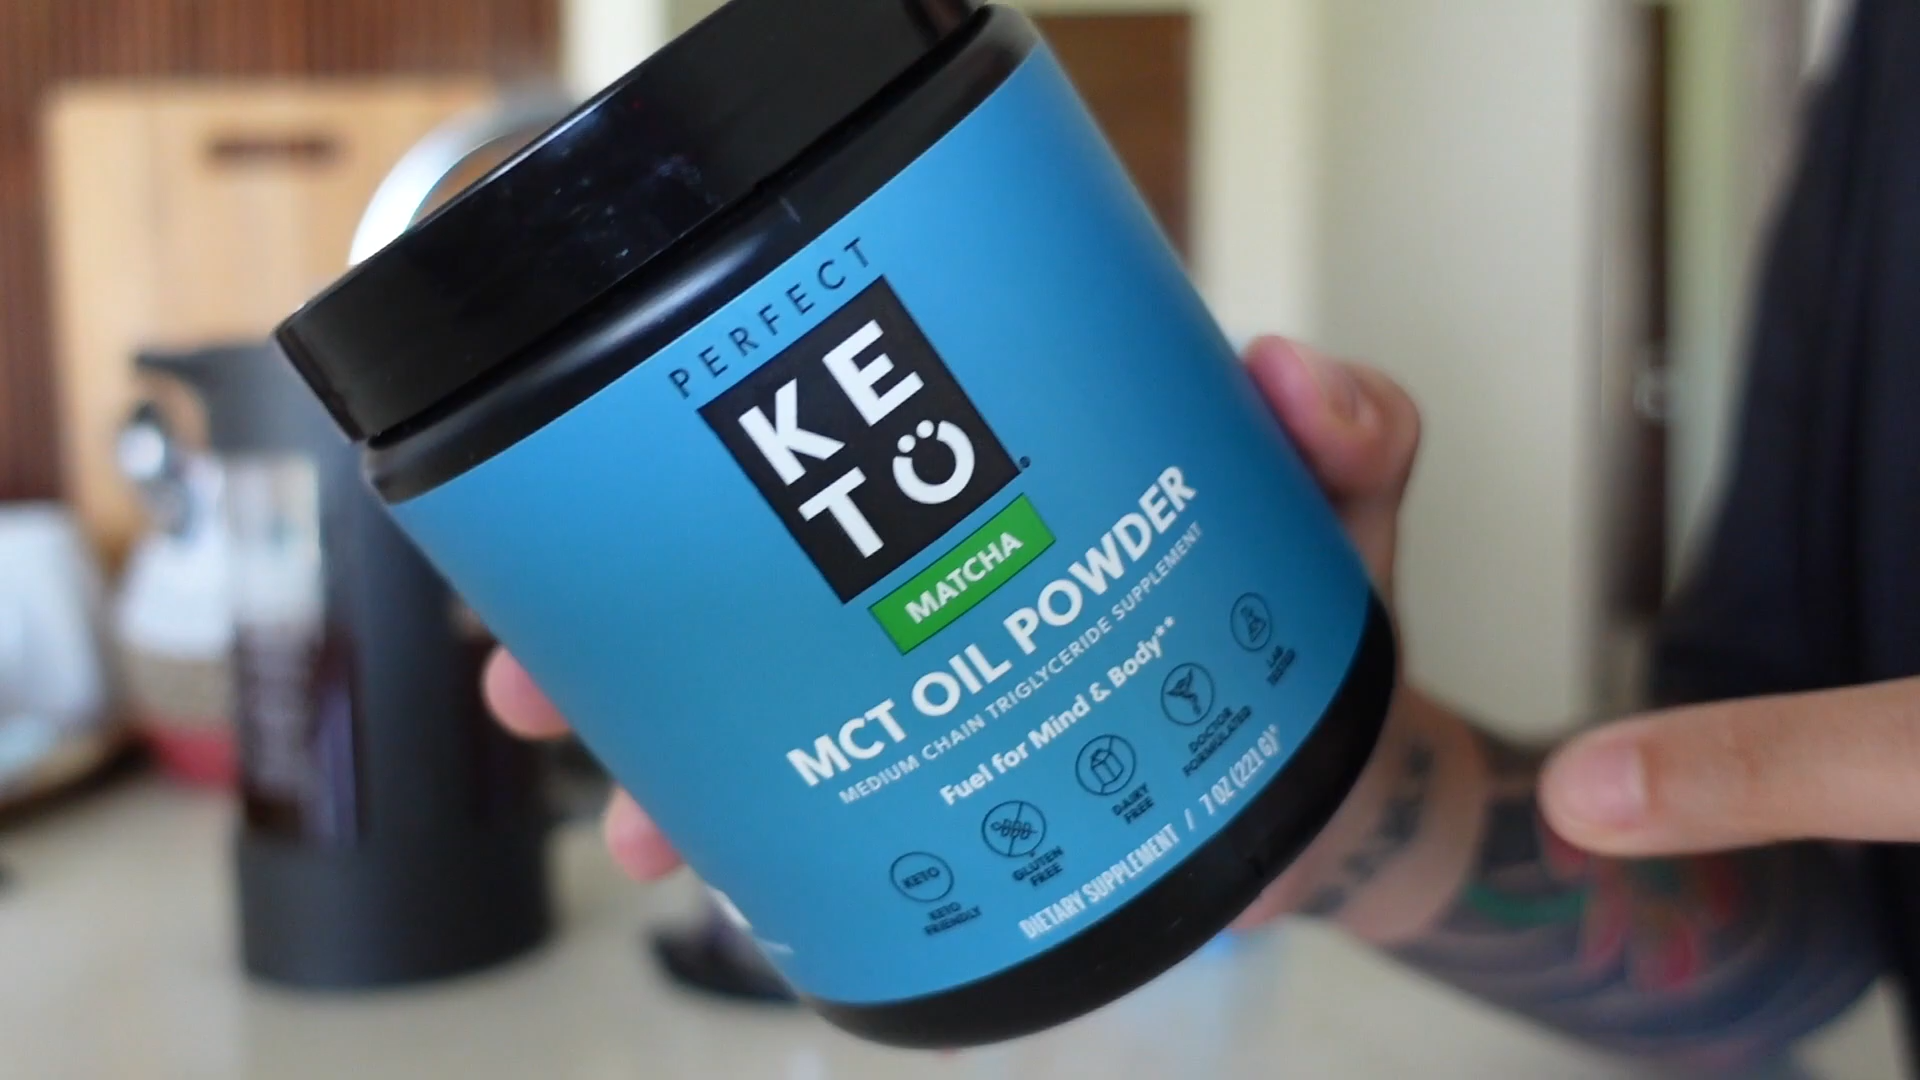 PERFECT
KE
TO
MATCHA
MCT OIL POWDER
MEDIUM CHAIN TRIGLYCERIDE SUPPLEMENT
Fuel for Mind & Body**
KETO
KETO
FRIENDLY
GLUTEN
FREE
DAIRY
FREE
DOCTOR
FORMULATED
LAB
TESTED
DIETARY SUPPLEMENT / 7 OZ (221 G)